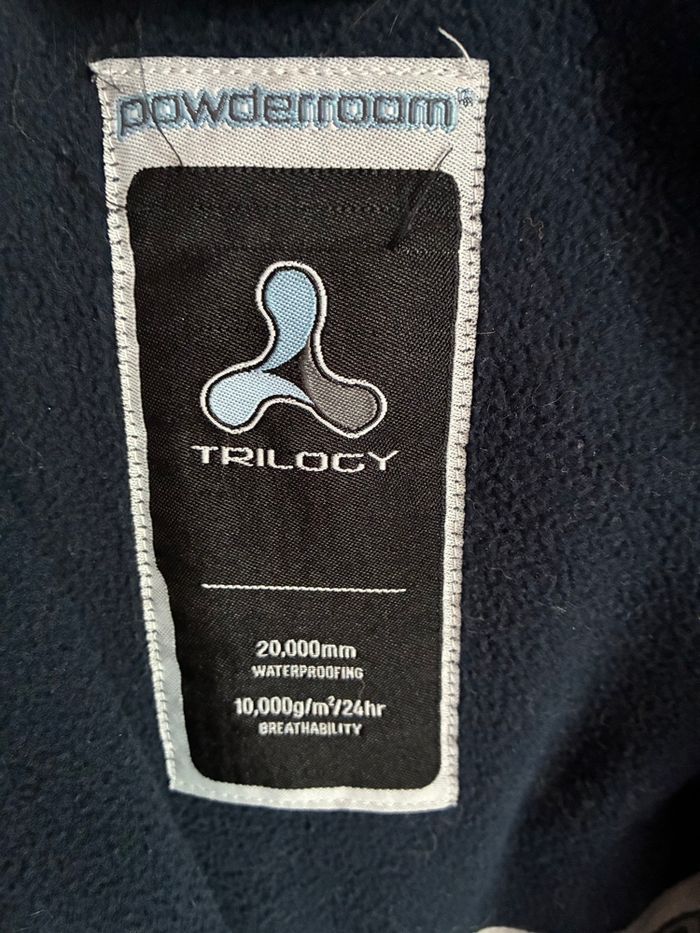 powderroom
TRILOGY
20,000mm
WATERPROOFING
10,000g/m²/24hr
BREATHABILITY